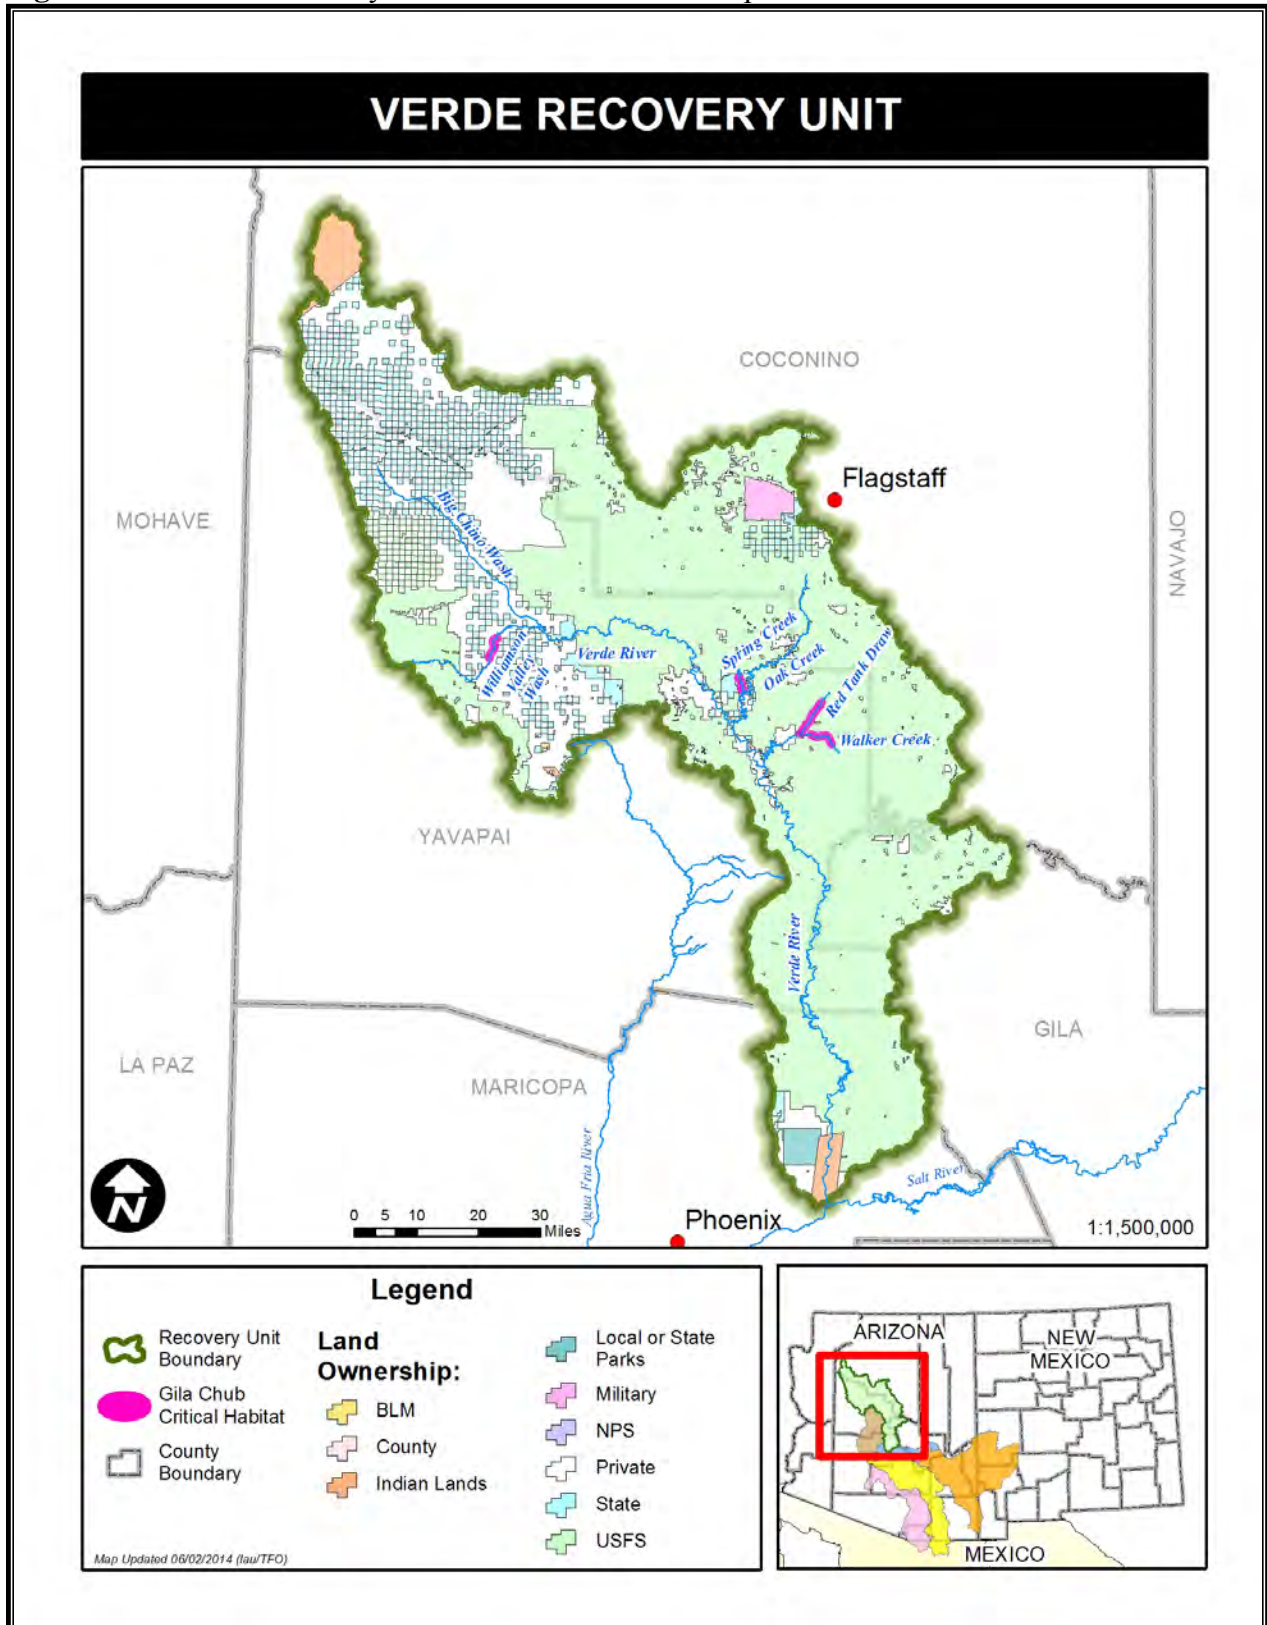 VERDE RECOVERY UNIT
COCONINO
Flagstaff
MOHAVE
NAVAJO
Big Chino Wash
Spring Creek
Oak Creek
Red Tank Draw
Verde River
Williamson
Valley
Wash
Walker Creek
YAVAPAI
Verde River
GILA
LA PAZ
MARICOPA
Agua Fria River
Salt River
N
0 5 10 20 30
Miles
Phoenix
1:1,500,000
Legend
Recovery Unit
Boundary
Gila Chub
Critical Habitat
County
Boundary
Land
Ownership:
BLM
County
Indian Lands
Local or State
Parks
Military
NPS
Private
State
USFS
Map Updated 06/02/2014 (lau/TFO)
ARIZONA
NEW
MEXICO
MEXICO